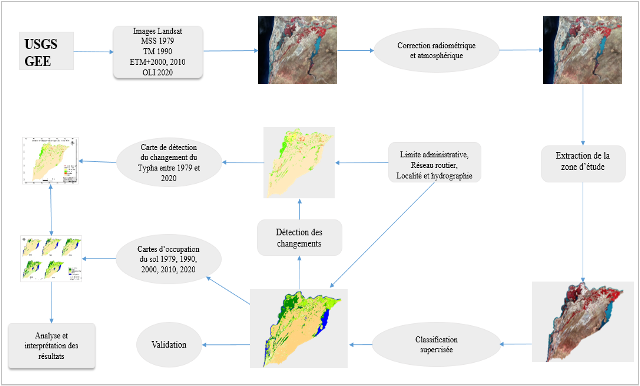 USGS
GEE
Images Landsat
MSS 1979
TM 1990
ETM+2000, 2010
OLI 2020
Correction radiométrique
et atmosphérique
Carte de détection
du changement du
Typha entre 1979 et
2020
Limite administrative,
Réseau routier,
Localité et hydrographie
Extraction de la
zone d'étude
Détection des
changements
Cartes d'occupation
du sol 1979, 1990,
2000, 2010, 2020
Analyse et
interprétation des
résultats
Validation
Classification
supervisée